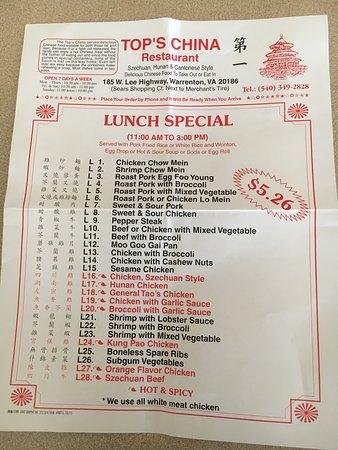 TOP'S CHINA
Restaurant
第一
Szechuan, Hunan & Cantonese Style
Delicious Chinese Food To Take Out or Eat In
185 W. Lee Highway, Warrenton, VA 20186
(Sears Shopping Ct. Next to Merchant's Tire)
OPEN 7 DAYS A WEEK
Tel.: (540) 349-2828
Place Your Order by Phone and It Will Be Ready When You Arrive
LUNCH SPECIAL
(11:00 AM TO 3:00 PM)
Served with Pork Fried Rice or White Rice and Wonton,
Egg Drop or Hot & Sour Soup or Soda or Egg Roll
$5.26
L 1. Chicken Chow Mein
L 2. Shrimp Chow Mein
L 3. Roast Pork Egg Foo Young
L 4. Roast Pork with Broccoli
L 5. Roast Pork with Mixed Vegetable
L 6. Roast Pork or Chicken Lo Mein
L 7. Sweet & Sour Pork
L 8. Sweet & Sour Chicken
L 9. Pepper Steak
L10. Beef or Chicken with Mixed Vegetable
L11. Beef with Broccoli
L12. Moo Goo Gai Pan
L13. Chicken with Broccoli
L14. Chicken with Cashew Nuts
L15. Sesame Chicken
L16. Chicken, Szechuan Style
L17. Hunan Chicken
L18. General Tao's Chicken
L19. Chicken with Garlic Sauce
L20. Broccoli with Garlic Sauce
L21. Shrimp with Lobster Sauce
L22. Shrimp with Broccoli
L23. Shrimp with Mixed Vegetable
L24. Kung Pao Chicken
L25. Boneless Spare Ribs
L26. Subgum Vegetables
L27. Orange Flavor Chicken
L28. Szechuan Beef
HOT & SPICY
* We use all white meat chicken